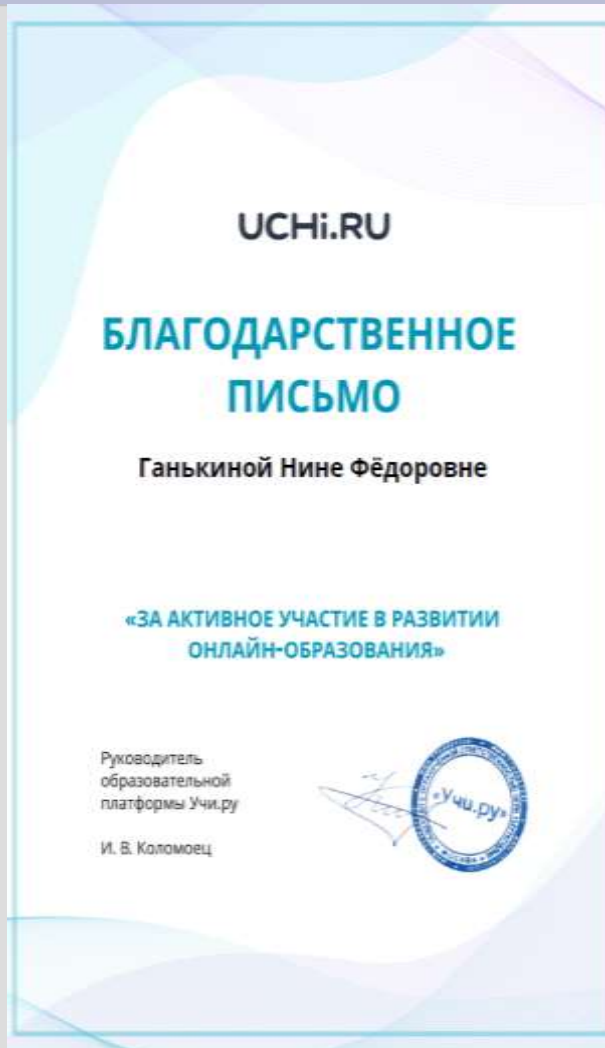 UCHi.RU
БЛАГОДАРСТВЕННОЕ
ПИСЬМО
Ганькиной Нине Фёдоровне
«ЗА АКТИВНОЕ УЧАСТИЕ В РАЗВИТИИ
ОНЛАЙН-ОБРАЗОВАНИЯ»
Руководитель
образовательной
платформы Учи.ру
И. В. Коломоец
«Учи.ру»
МОСКВА